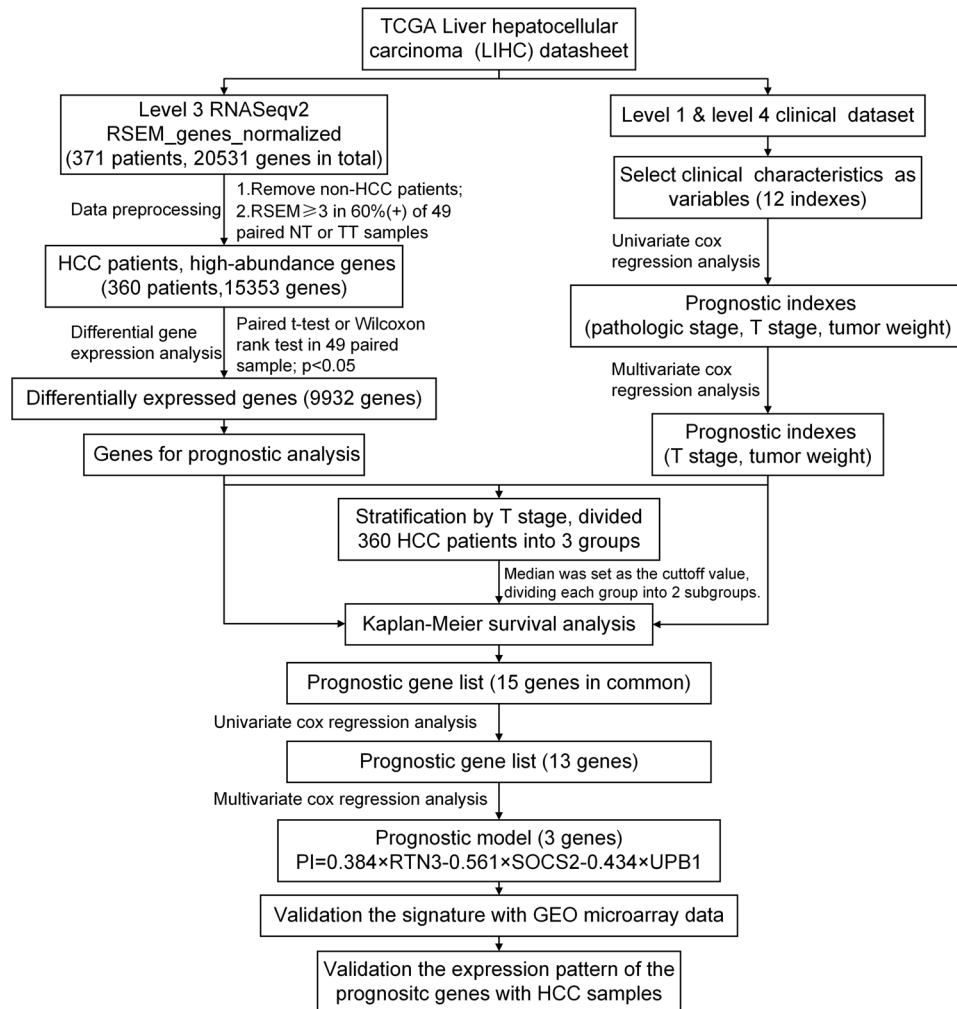 TCGA Liver hepatocellular
carcinoma (LIHC) datasheet
Level 3 RNASeqv2
RSEM_genes_normalized
(371 patients, 20531 genes in total)
Data preprocessing
1.Remove non-HCC patients;
2.RSEM≥3 in 60%(+) of 49
paired NT or TT samples
HCC patients, high-abundance genes
(360 patients,15353 genes)
Differential gene
expression analysis
Paired t-test or Wilcoxon
rank test in 49 paired
sample; p<0.05
Differentially expressed genes (9932 genes)
Genes for prognostic analysis
Level 1 & level 4 clinical dataset
Select clinical characteristics as
variables (12 indexes)
Univariate cox
regression analysis
Prognostic indexes
(pathologic stage, T stage, tumor weight)
Multivariate cox
regression analysis
Prognostic indexes
(T stage, tumor weight)
Stratification by T stage, divided
360 HCC patients into 3 groups
Median was set as the cuttoff value,
dividing each group into 2 subgroups.
Kaplan-Meier survival analysis
Prognostic gene list (15 genes in common)
Univariate cox regression analysis
Prognostic gene list (13 genes)
Multivariate cox regression analysis
Prognostic model (3 genes)
PI=0.384×RTN3-0.561×SOCS2-0.434×UPB1
Validation the signature with GEO microarray data
Validation the expression pattern of the
prognositc genes with HCC samples